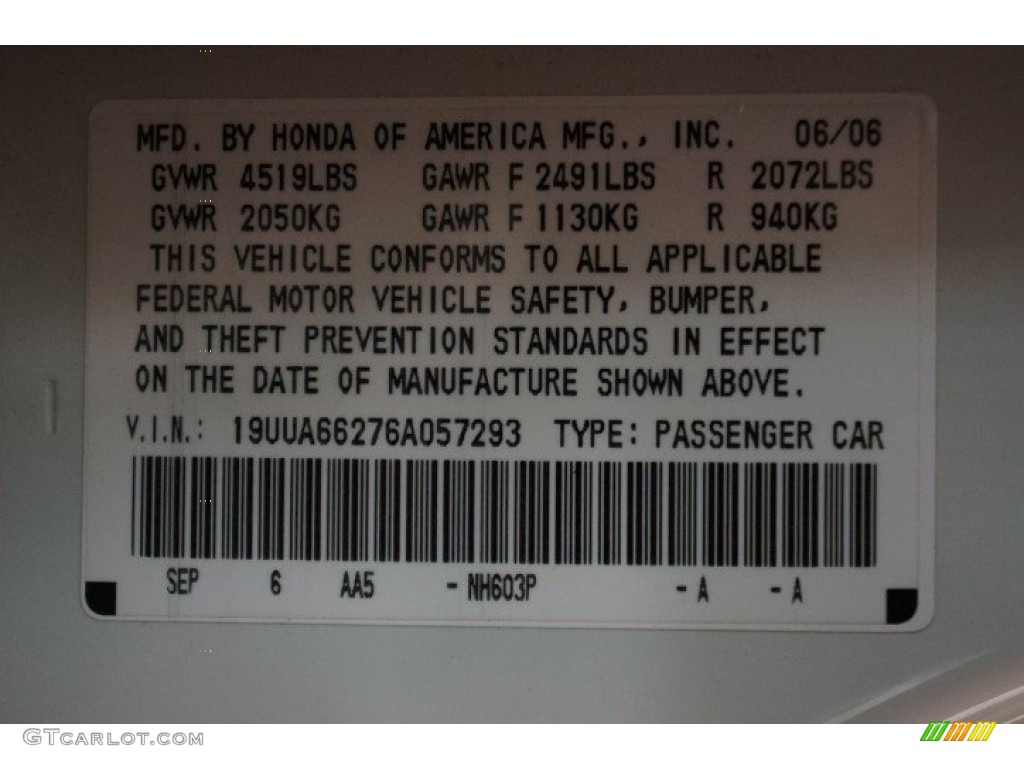 MFD. BY HONDA OF AMERICA MFG., INC. 06/06
GVWR 4519LBS GAWR F 2491LBS R 2072LBS
GVWR 2050KG GAWR F 1130KG R 940KG
THIS VEHICLE CONFORMS TO ALL APPLICABLE
FEDERAL MOTOR VEHICLE SAFETY, BUMPER,
AND THEFT PREVENTION STANDARDS IN EFFECT
ON THE DATE OF MANUFACTURE SHOWN ABOVE.
V.I.N.: 19UUA66276A057293 TYPE: PASSENGER CAR
SEP 6 AA5 - NH603P - A - A
GTCARLOT.COM